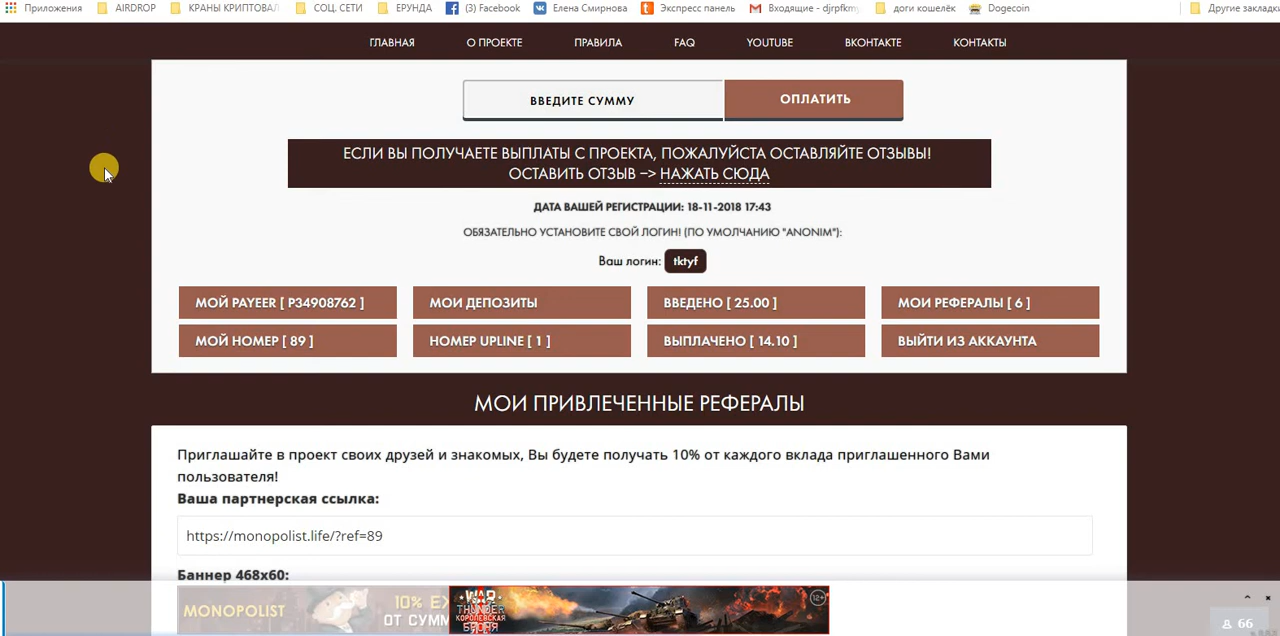 Приложения AIRDROP КРАНЫ КРИПТОВАЛ СОЦ. СЕТИ ЕРУНДА (3) Facebook Елена Смирнова Экспресс панель Входящие - djrpfkmy доги кошелёк Dogecoin Другие закладки
ГЛАВНАЯ О ПРОЕКТЕ ПРАВИЛА FAQ YOUTUBE ВКОНТАКТЕ КОНТАКТЫ
ВВЕДИТЕ СУММУ ОПЛАТИТЬ
ЕСЛИ ВЫ ПОЛУЧАЕТЕ ВЫПЛАТЫ С ПРОЕКТА, ПОЖАЛУЙСТА ОСТАВЛЯЙТЕ ОТЗЫВЫ!
ОСТАВИТЬ ОТЗЫВ –> НАЖАТЬ СЮДА
ДАТА ВАШЕЙ РЕГИСТРАЦИИ: 18-11-2018 17:43
ОБЯЗАТЕЛЬНО УСТАНОВИТЕ СВОЙ ЛОГИН! (ПО УМОЛЧАНИЮ "ANONIM"):
Ваш логин: tktyf
МОЙ PAYEER [ P34908762 ] МОИ ДЕПОЗИТЫ ВВЕДЕНО [ 25.00 ] МОИ РЕФЕРАЛЫ [ 6 ]
МОЙ НОМЕР [ 89 ] НОМЕР UPLINE [ 1 ] ВЫПЛАЧЕНО [ 14.10 ] ВЫЙТИ ИЗ АККАУНТА
МОИ ПРИВЛЕЧЕННЫЕ РЕФЕРАЛЫ
Приглашайте в проект своих друзей и знакомых, Вы будете получать 10% от каждого вклада приглашенного Вами
пользователя!
Ваша партнерская ссылка:
https://monopolist.life/?ref=89
Баннер 468x60:
MONOPOLIST 10% ЕЖ
ОТ СУММ
WAR
THUNDER
КОРОЛЕВСКАЯ
БРОНЯ
12+
66